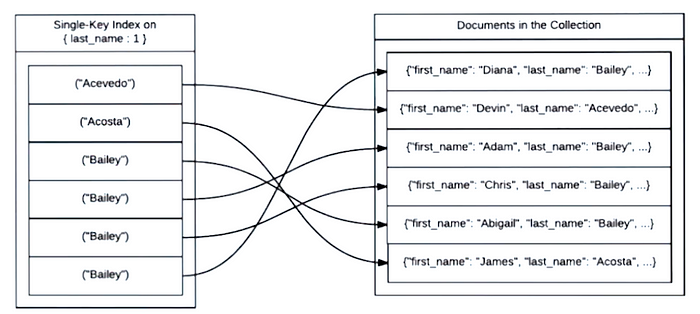 Single-Key Index on
{ last_name : 1 }
("Acevedo")
("Acosta")
("Bailey")
("Bailey")
("Bailey")
("Bailey")
Documents in the Collection
{"first_name": "Diana", "last_name": "Bailey", ...}
{"first_name": "Devin", "last_name": "Acevedo", ...}
{"first_name": "Adam", "last_name": "Bailey", ...}
{"first_name": "Chris", "last_name": "Bailey", ...}
{"first_name": "Abigail", "last_name": "Bailey", ...}
{"first_name": "James", "last_name": "Acosta", ...}